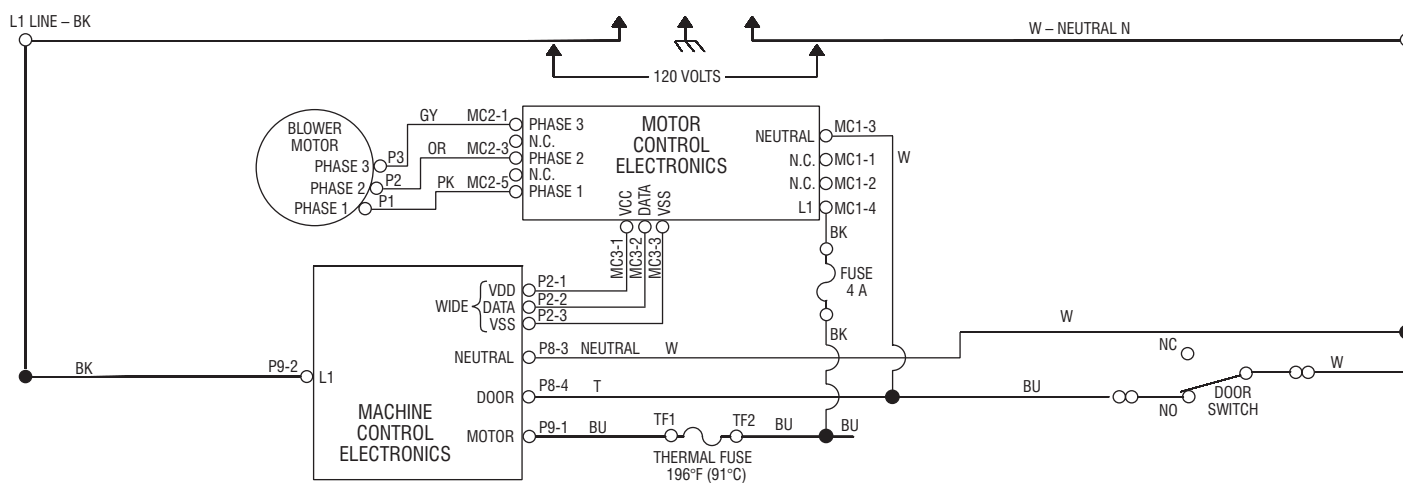 L1 LINE – BK
W – NEUTRAL N
120 VOLTS
BLOWER
MOTOR
PHASE 3
PHASE 2
PHASE 1
P3
P2
P1
GY
OR
PK
MC2-1
MC2-3
MC2-5
PHASE 3
N.C.
PHASE 2
N.C.
PHASE 1
MOTOR
CONTROL
ELECTRONICS
VCC
DATA
VSS
NEUTRAL
N.C.
N.C.
L1
MC1-3
MC1-1
MC1-2
MC1-4
W
BK
FUSE
4 A
BK
MC3-1
MC3-2
MC3-3
WIDE
VDD
DATA
VSS
P2-1
P2-2
P2-3
NEUTRAL
P8-3
NEUTRAL
W
W
BK
P9-2
L1
MACHINE
CONTROL
ELECTRONICS
DOOR
P8-4
T
BU
NC
NO
DOOR
SWITCH
W
MOTOR
P9-1
BU
TF1
TF2
BU
BU
THERMAL FUSE
196°F (91°C)